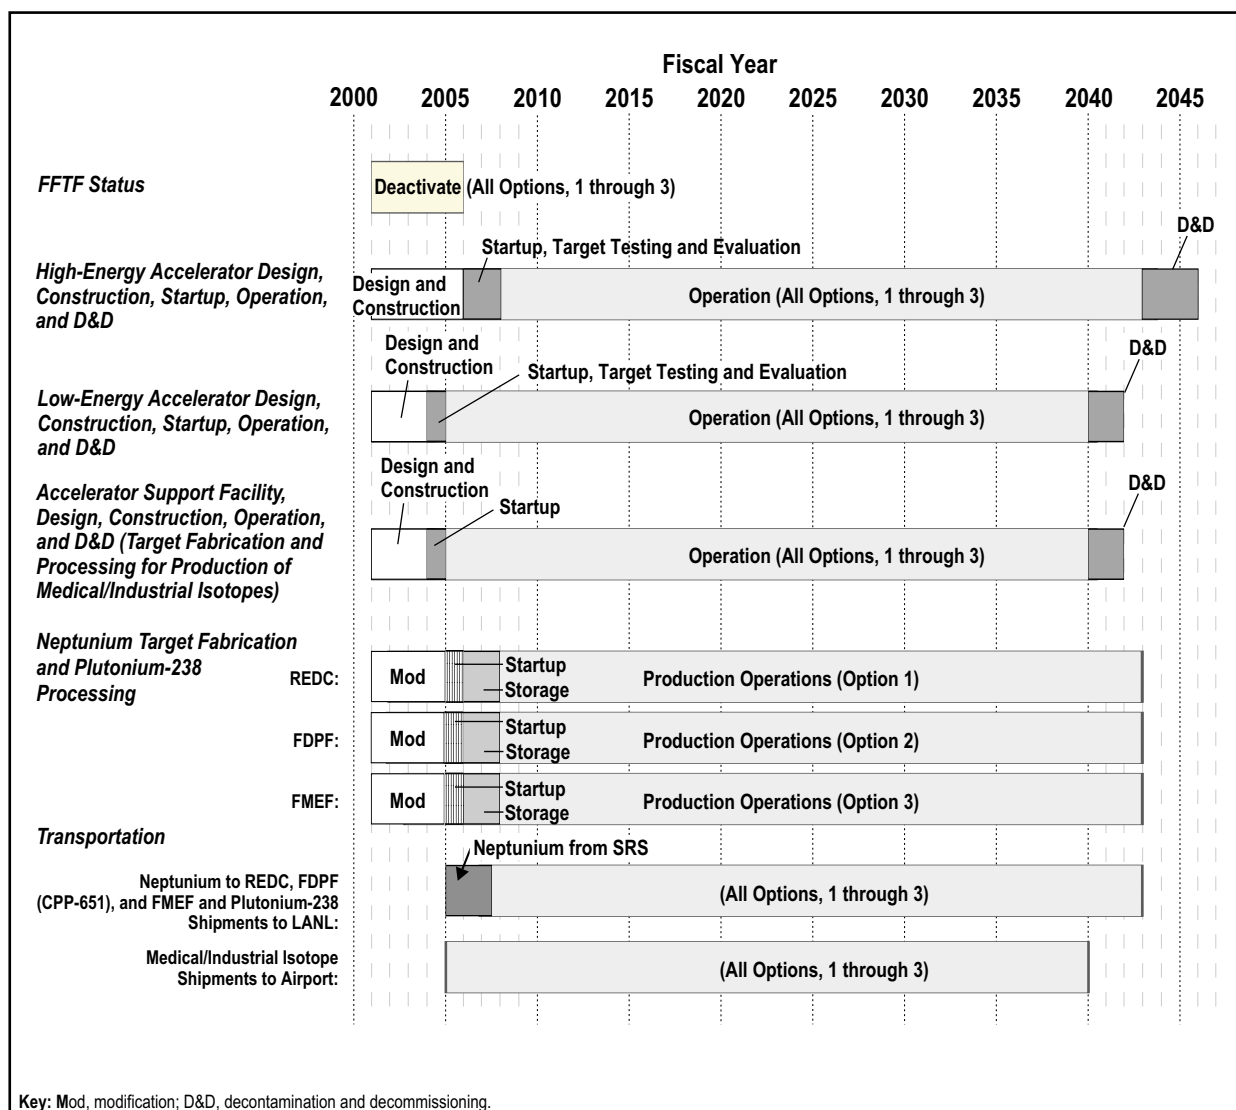 Fiscal Year
2000 2005 2010 2015 2020 2025 2030 2035 2040 2045
FFTF Status
Deactivate (All Options, 1 through 3)
D&D
Startup, Target Testing and Evaluation
High-Energy Accelerator Design,
Construction, Startup, Operation,
and D&D
Design and
Construction
Operation (All Options, 1 through 3)
Design and
Construction
D&D
Startup, Target Testing and Evaluation
Low-Energy Accelerator Design,
Construction, Startup, Operation,
and D&D
Operation (All Options, 1 through 3)
Design and
Construction
D&D
Startup
Accelerator Support Facility,
Design, Construction, Operation,
and D&D (Target Fabrication and
Processing for Production of
Medical/Industrial Isotopes)
Operation (All Options, 1 through 3)
Neptunium Target Fabrication
and Plutonium-238
Processing
REDC:
Mod
Startup
Storage
Production Operations (Option 1)
FDPF:
Mod
Startup
Storage
Production Operations (Option 2)
FMEF:
Mod
Startup
Storage
Production Operations (Option 3)
Transportation
Neptunium from SRS
Neptunium to REDC, FDPF
(CPP-651), and FMEF and Plutonium-238
Shipments to LANL:
(All Options, 1 through 3)
Medical/Industrial Isotope
Shipments to Airport:
(All Options, 1 through 3)
Key: Mod, modification; D&D, decontamination and decommissioning.